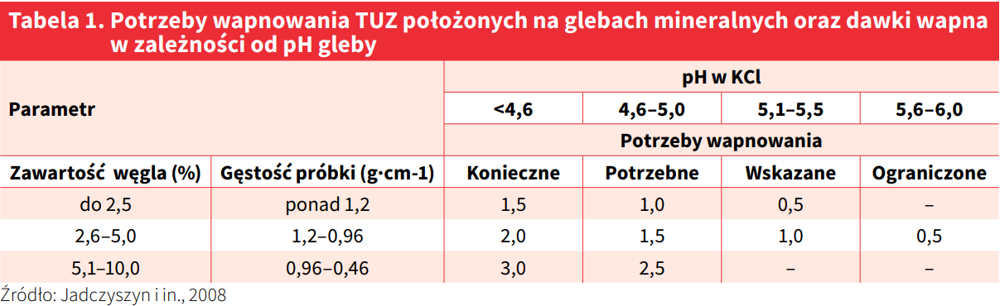 Tabela 1. Potrzeby wapnowania TUZ położonych na glebach mineralnych oraz dawki wapna
w zależności od pH gleby
Parametr
pH w KCl
<4,6 4,6–5,0 5,1–5,5 5,6–6,0
Potrzeby wapnowania
Zawartość węgla (%) Gęstość próbki (g·cm-1) Konieczne Potrzebne Wskazane Ograniczone
do 2,5 ponad 1,2 1,5 1,0 0,5 –
2,6–5,0 1,2–0,96 2,0 1,5 1,0 0,5
5,1–10,0 0,96–0,46 3,0 2,5 – –
Źródło: Jadczyszyn i in., 2008